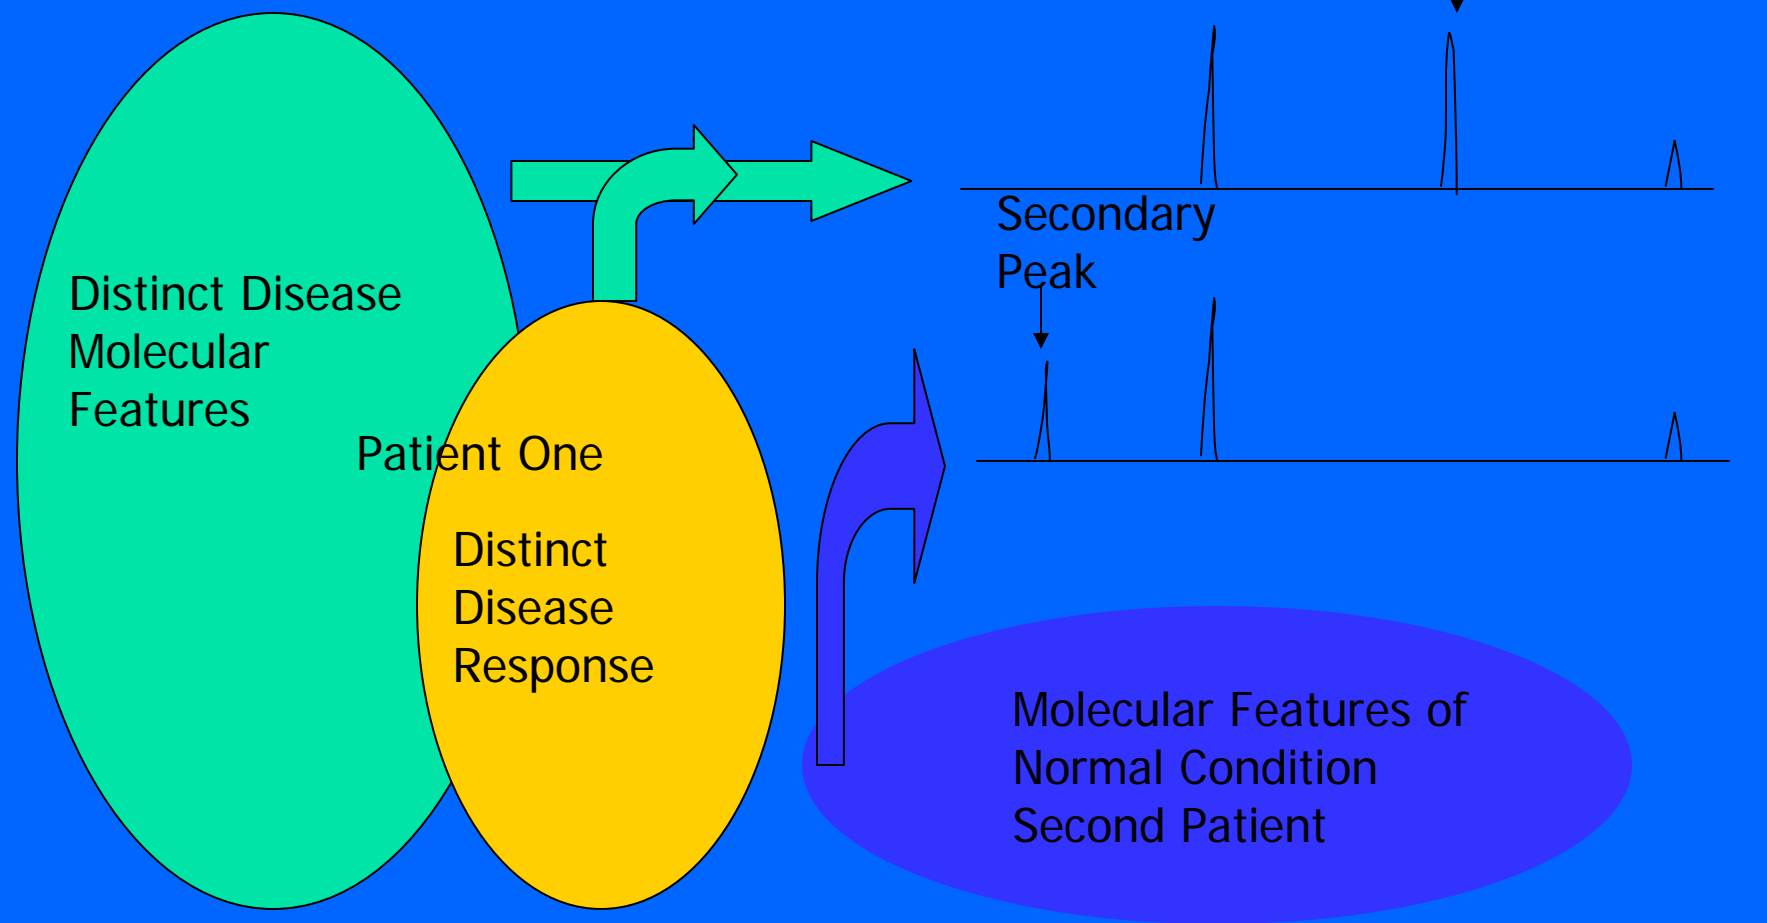 Distinct Disease
Molecular
Features
Patient One
Distinct
Disease
Response
Secondary
Peak
Molecular Features of
Normal Condition
Second Patient